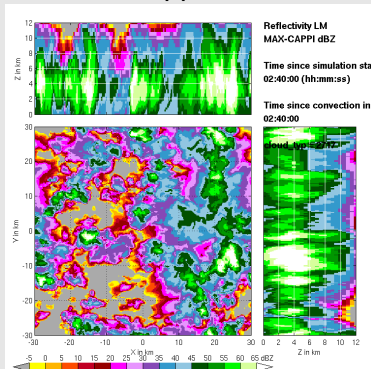 Reflectivity LM
MAX-CAPPI dBZ
Time since simulation sta
02:40:00 (hh:mm:ss)
Time since convection in
02:40:00
12
10
8
6
4
2
0
Z in km
30
20
10
0
-10
-20
-30
Y in km
-30 -20 -10 0 10 20 30
X in km
0 2 4 6 8 10 12
Z in km
-5 0 5 10 15 20 25 30 35 40 45 50 55 60 65 dBZ